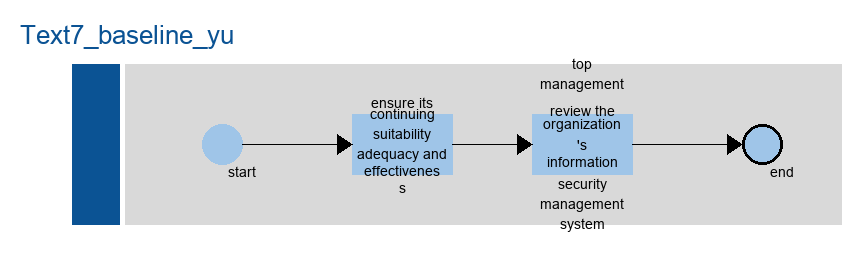 Text7_baseline_yu
start
ensure its
continuing
suitability
adequacy and
effectivenes
s
top
management
review the
organization
's
information
security
management
system
end